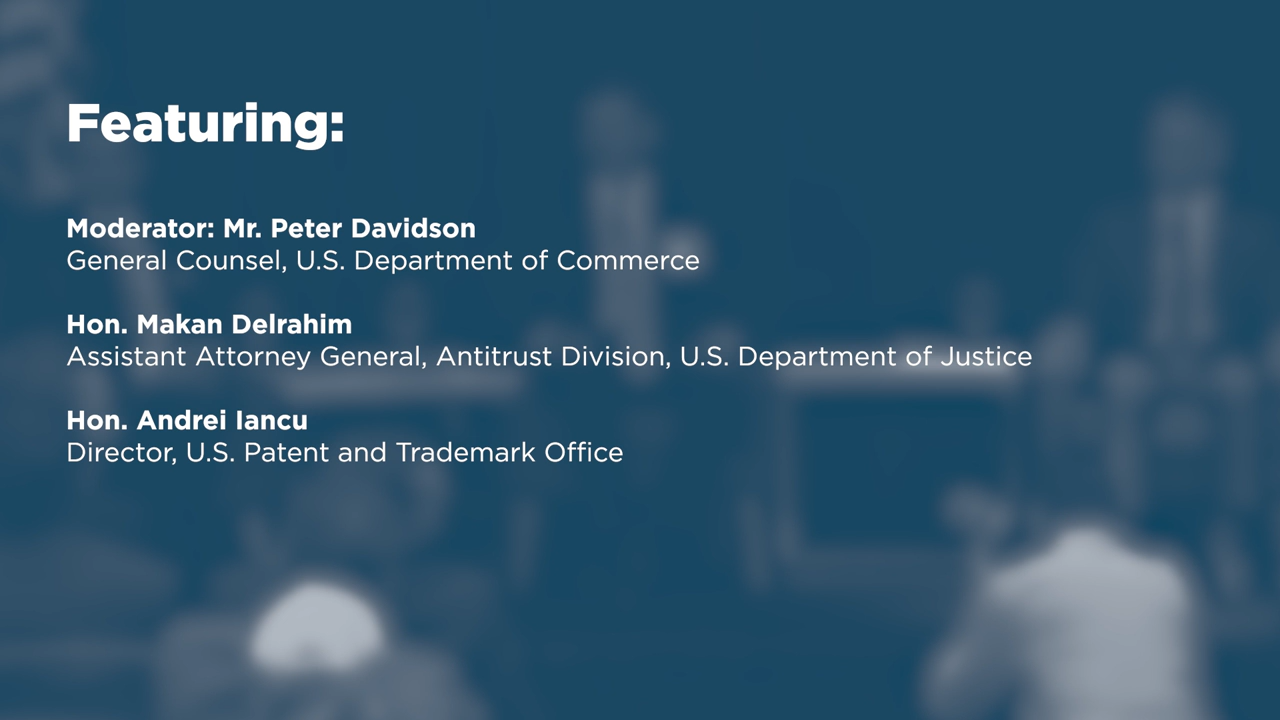 Featuring:
Moderator: Mr. Peter Davidson
General Counsel, U.S. Department of Commerce
Hon. Makan Delrahim
Assistant Attorney General, Antitrust Division, U.S. Department of Justice
Hon. Andrei Iancu
Director, U.S. Patent and Trademark Office